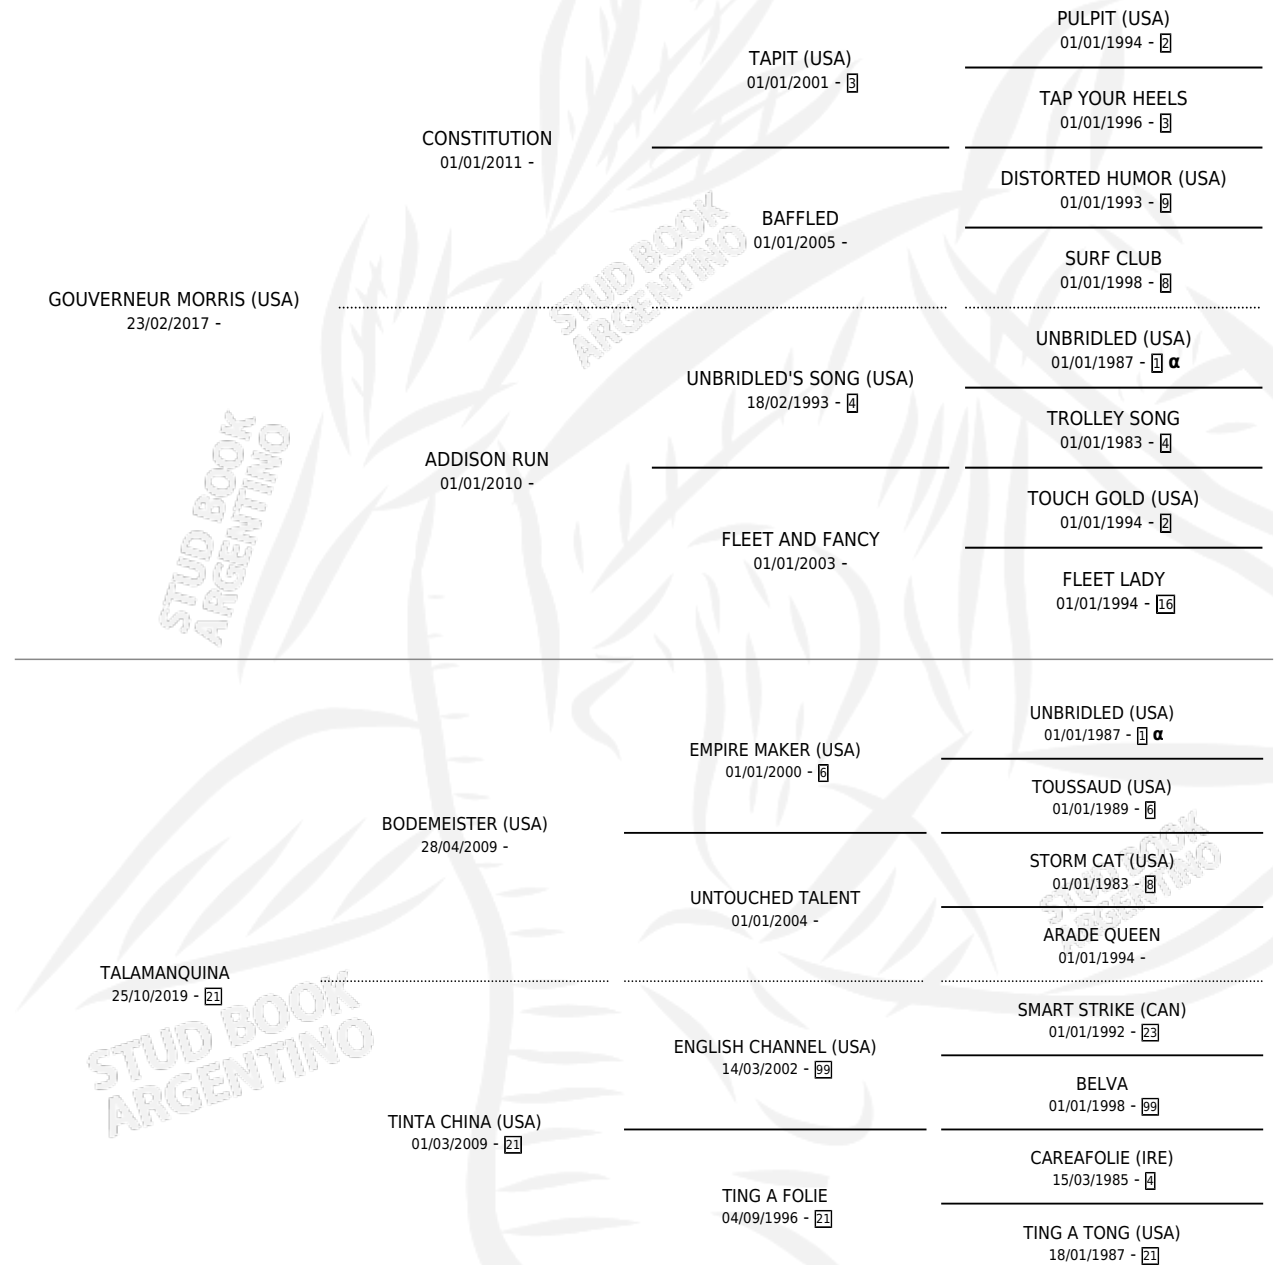 PULPIT (USA)
01/01/1994 - 2
TAPIT (USA)
01/01/2001 - 3
TAP YOUR HEELS
01/01/1996 - 3
CONSTITUTION
01/01/2011 -
DISTORTED HUMOR (USA)
01/01/1993 - 9
BAFFLED
01/01/2005 -
SURF CLUB
01/01/1998 - 8
GOUVERNEUR MORRIS (USA)
23/02/2017 -
UNBRIDLED (USA)
01/01/1987 - 1 α
UNBRIDLED'S SONG (USA)
18/02/1993 - 4
TROLLEY SONG
01/01/1983 - 4
ADDISON RUN
01/01/2010 -
TOUCH GOLD (USA)
01/01/1994 - 2
FLEET AND FANCY
01/01/2003 -
FLEET LADY
01/01/1994 - 16
UNBRIDLED (USA)
01/01/1987 - 1 α
EMPIRE MAKER (USA)
01/01/2000 - 6
TOUSSAUD (USA)
01/01/1989 - 6
BODEMEISTER (USA)
28/04/2009 -
STORM CAT (USA)
01/01/1983 - 8
UNTOUCHED TALENT
01/01/2004 -
ARADE QUEEN
01/01/1994 -
TALAMANQUINA
25/10/2019 - 21
SMART STRIKE (CAN)
01/01/1992 - 23
ENGLISH CHANNEL (USA)
14/03/2002 - 99
BELVA
01/01/1998 - 99
TINTA CHINA (USA)
01/03/2009 - 21
CAREAFOLIE (IRE)
15/03/1985 - 4
TING A FOLIE
04/09/1996 - 21
TING A TONG (USA)
18/01/1987 - 21
STUD BOOK
ARGENTINO
STUD BOOK
ARGENTINO
STUD BOOK
ARGENTINO
STUD BOOK
ARGENTINO